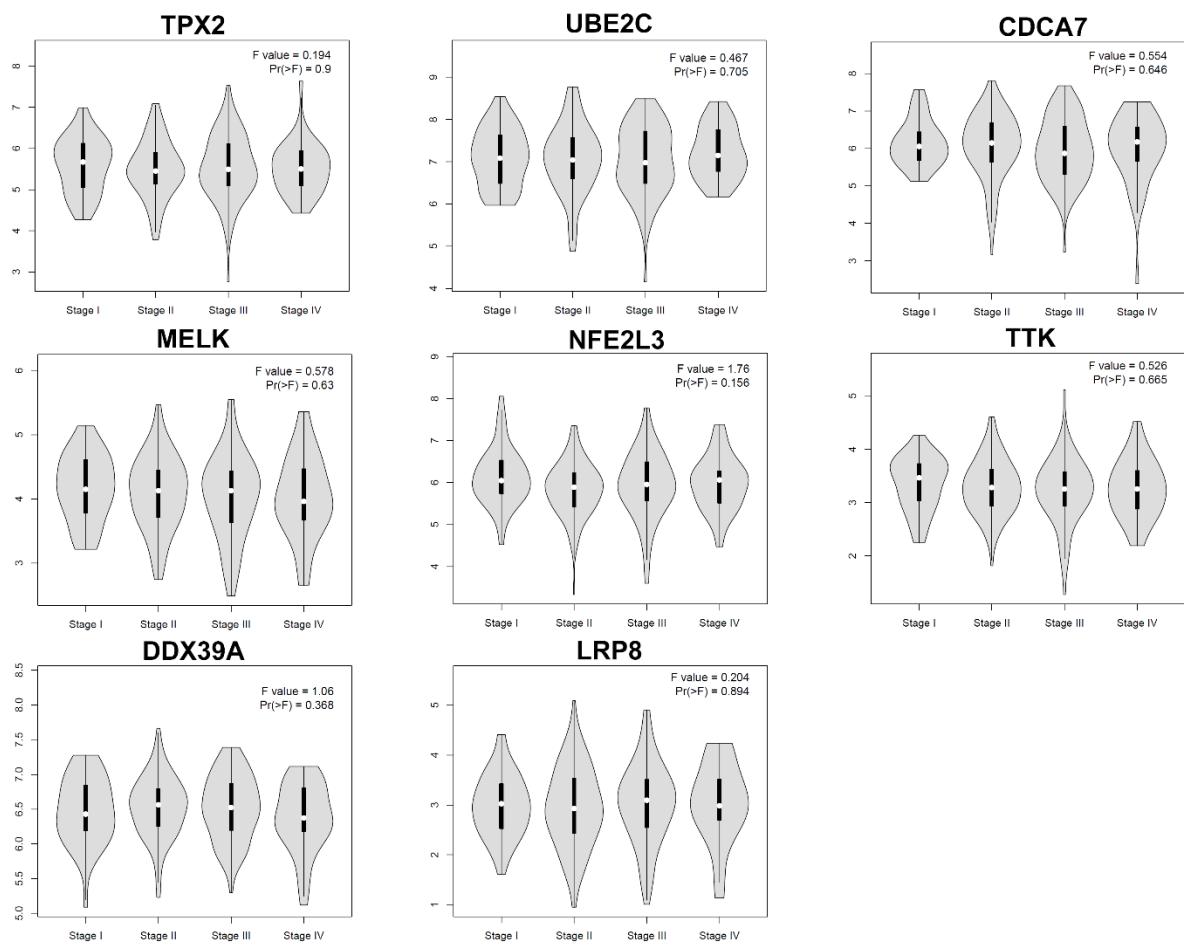 TPX2
F value = 0.194
Pr(>F) = 0.9
8
7
6
5
4
3
Stage I
Stage II
Stage III
Stage IV
UBE2C
F value = 0.467
Pr(>F) = 0.705
9
8
7
6
5
4
Stage I
Stage II
Stage III
Stage IV
CDCA7
F value = 0.554
Pr(>F) = 0.646
8
7
6
5
4
3
Stage I
Stage II
Stage III
Stage IV
MELK
F value = 0.578
Pr(>F) = 0.63
6
5
4
3
Stage I
Stage II
Stage III
Stage IV
NFE2L3
F value = 1.76
Pr(>F) = 0.156
9
8
7
6
5
4
Stage I
Stage II
Stage III
Stage IV
TTK
F value = 0.526
Pr(>F) = 0.665
5
4
3
2
Stage I
Stage II
Stage III
Stage IV
DDX39A
F value = 1.06
Pr(>F) = 0.368
8.5
8.0
7.5
7.0
6.5
6.0
5.5
5.0
Stage I
Stage II
Stage III
Stage IV
LRP8
F value = 0.204
Pr(>F) = 0.894
5
4
3
2
1
Stage I
Stage II
Stage III
Stage IV